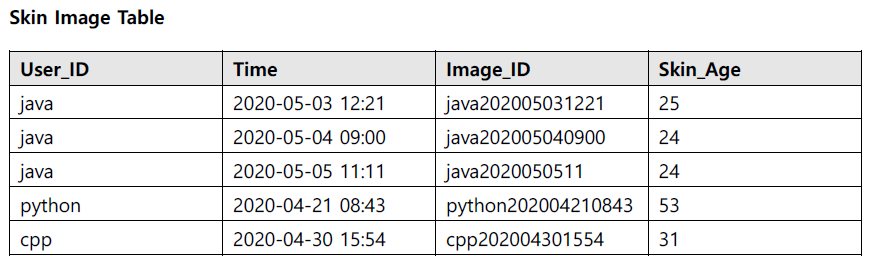 Skin Image Table
User_ID Time Image_ID Skin_Age
java 2020-05-03 12:21 java202005031221 25
java 2020-05-04 09:00 java202005040900 24
java 2020-05-05 11:11 java2020050511 24
python 2020-04-21 08:43 python202004210843 53
cpp 2020-04-30 15:54 cpp202004301554 31